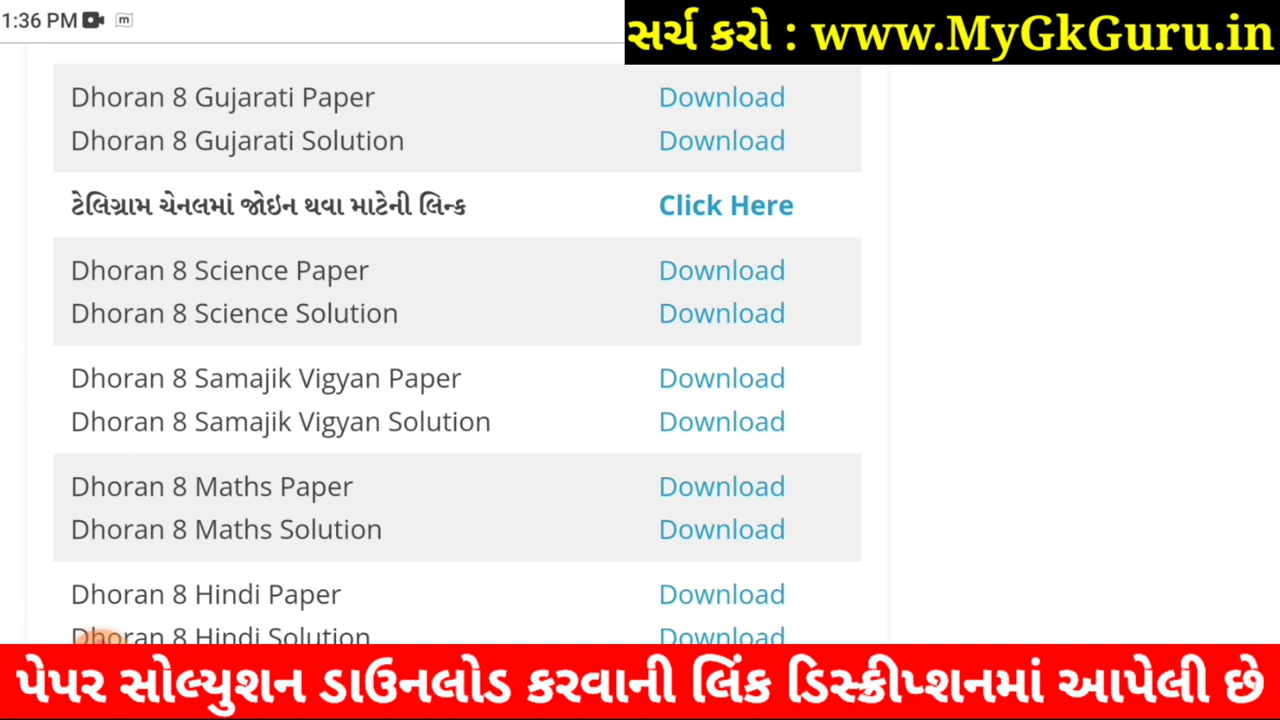 1:36 PM
સર્ચ કરો : www.MyGkGuru.in
Dhoran 8 Gujarati Paper Download
Dhoran 8 Gujarati Solution Download
ટેલિગ્રામ ચેનલમાં જોઇન થવા માટેની લિન્ક Click Here
Dhoran 8 Science Paper Download
Dhoran 8 Science Solution Download
Dhoran 8 Samajik Vigyan Paper Download
Dhoran 8 Samajik Vigyan Solution Download
Dhoran 8 Maths Paper Download
Dhoran 8 Maths Solution Download
Dhoran 8 Hindi Paper Download
Dhoran 8 Hindi Solution Download
પેપર સોલ્યુશન ડાઉનલોડ કરવાની લિંક ડિસ્ક્રીપ્શનમાં આપેલી છે